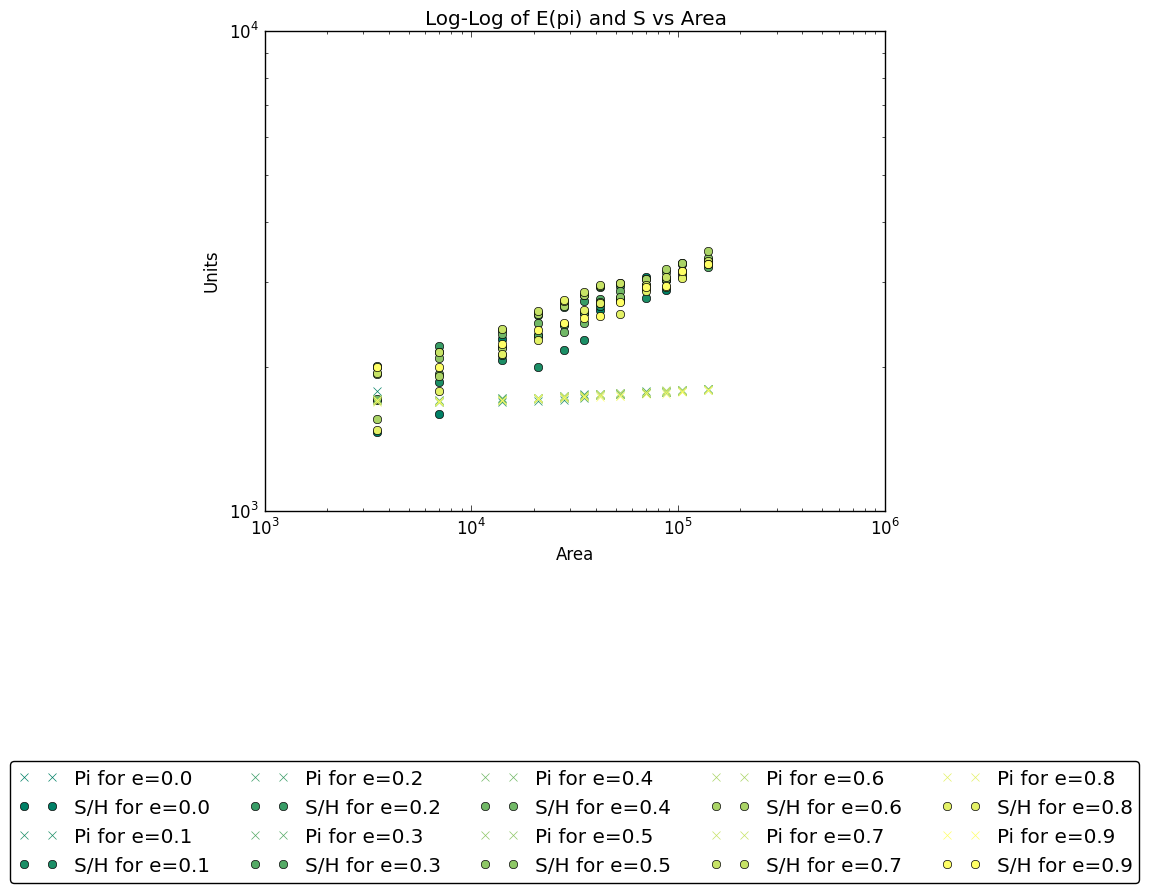 Log-Log of E(pi) and S vs Area
10^4
Units
10^3
10^3 10^4 10^5 10^6
Area
Pi for e=0.0 Pi for e=0.2 Pi for e=0.4 Pi for e=0.6 Pi for e=0.8
S/H for e=0.0 S/H for e=0.2 S/H for e=0.4 S/H for e=0.6 S/H for e=0.8
Pi for e=0.1 Pi for e=0.3 Pi for e=0.5 Pi for e=0.7 Pi for e=0.9
S/H for e=0.1 S/H for e=0.3 S/H for e=0.5 S/H for e=0.7 S/H for e=0.9